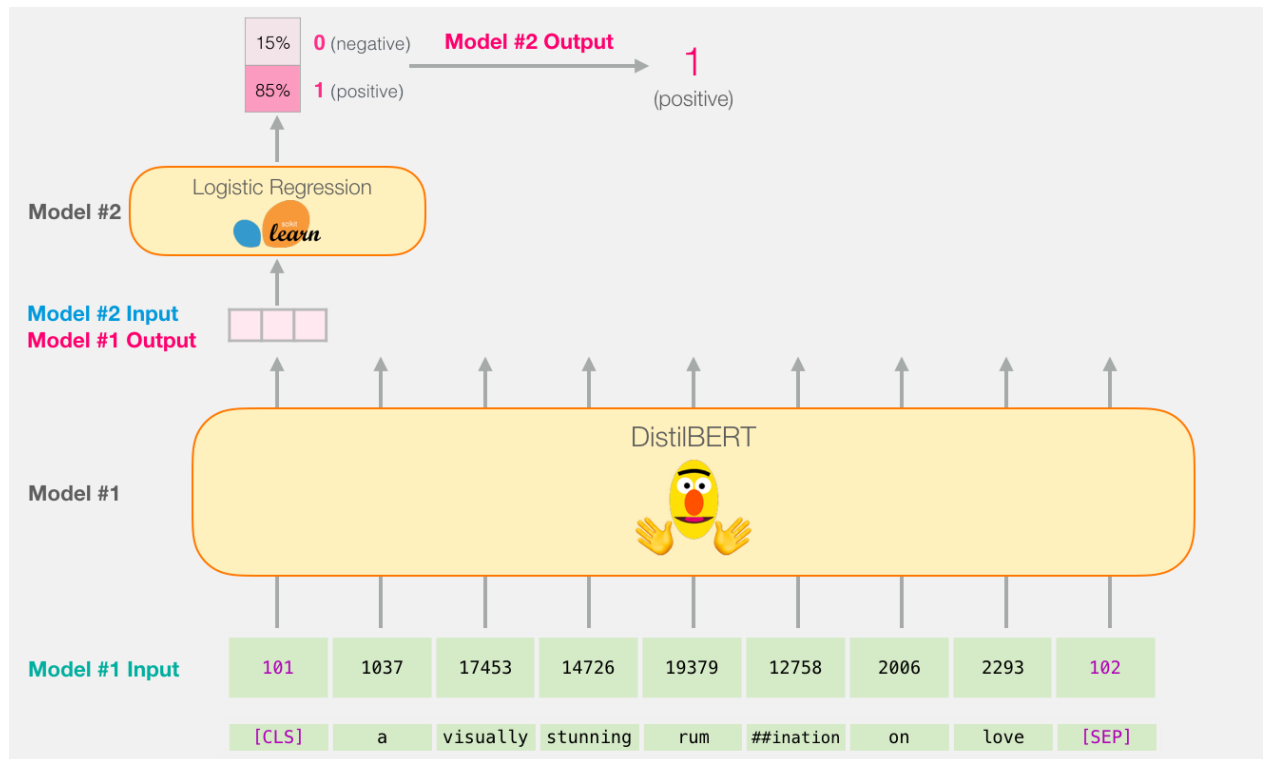 15% 0 (negative) Model #2 Output 1
85% 1 (positive) (positive)
Logistic Regression
Model #2
scikit
learn
Model #2 Input
Model #1 Output
DistilBERT
Model #1
Model #1 Input 101 1037 17453 14726 19379 12758 2006 2293 102
[CLS] a visually stunning rum ##ination on love [SEP]